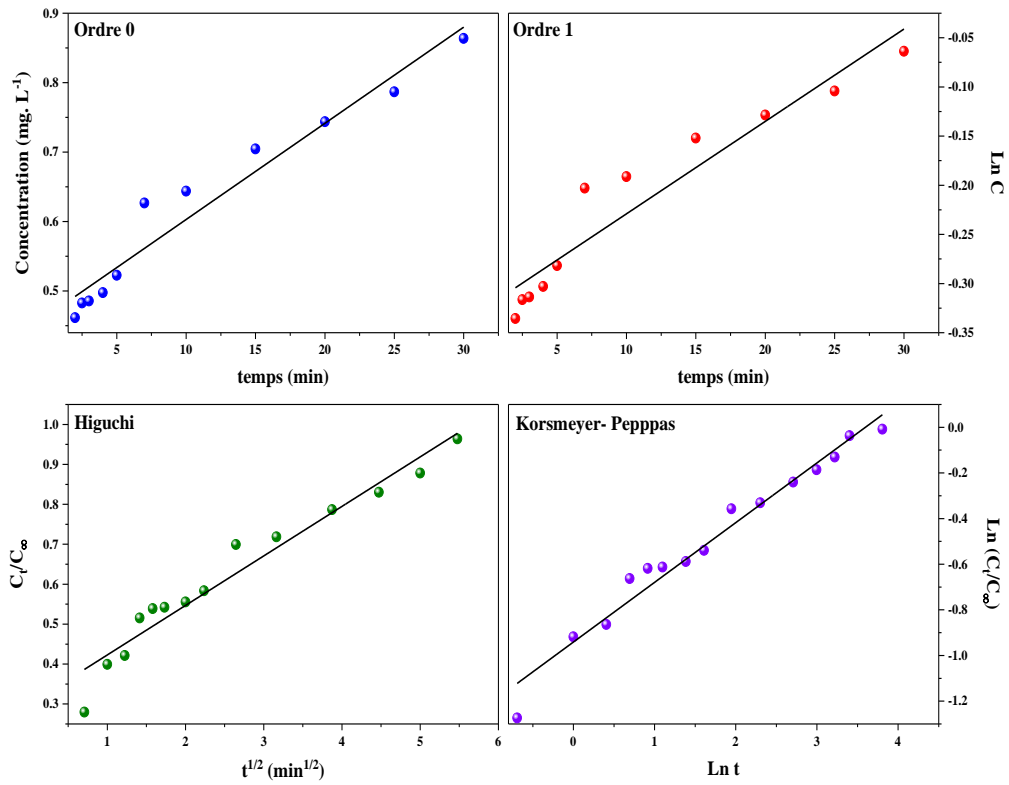 Ordre 0
0.9
0.8
0.7
0.6
0.5
Concentration (mg. L⁻¹)
5 10 15 20 25 30
temps (min)
Ordre 1
-0.05
-0.10
-0.15
-0.20
-0.25
-0.30
-0.35
Ln C
5 10 15 20 25 30
temps (min)
Higuchi
1.0
0.9
0.8
0.7
0.6
0.5
0.4
0.3
Cₜ/C∞
1 2 3 4 5 6
t¹ᐟ² (min¹ᐟ²)
Korsmeyer- Pepppas
0.0
-0.2
-0.4
-0.6
-0.8
-1.0
-1.2
Ln (Cₜ/C∞)
0 1 2 3 4
Ln t